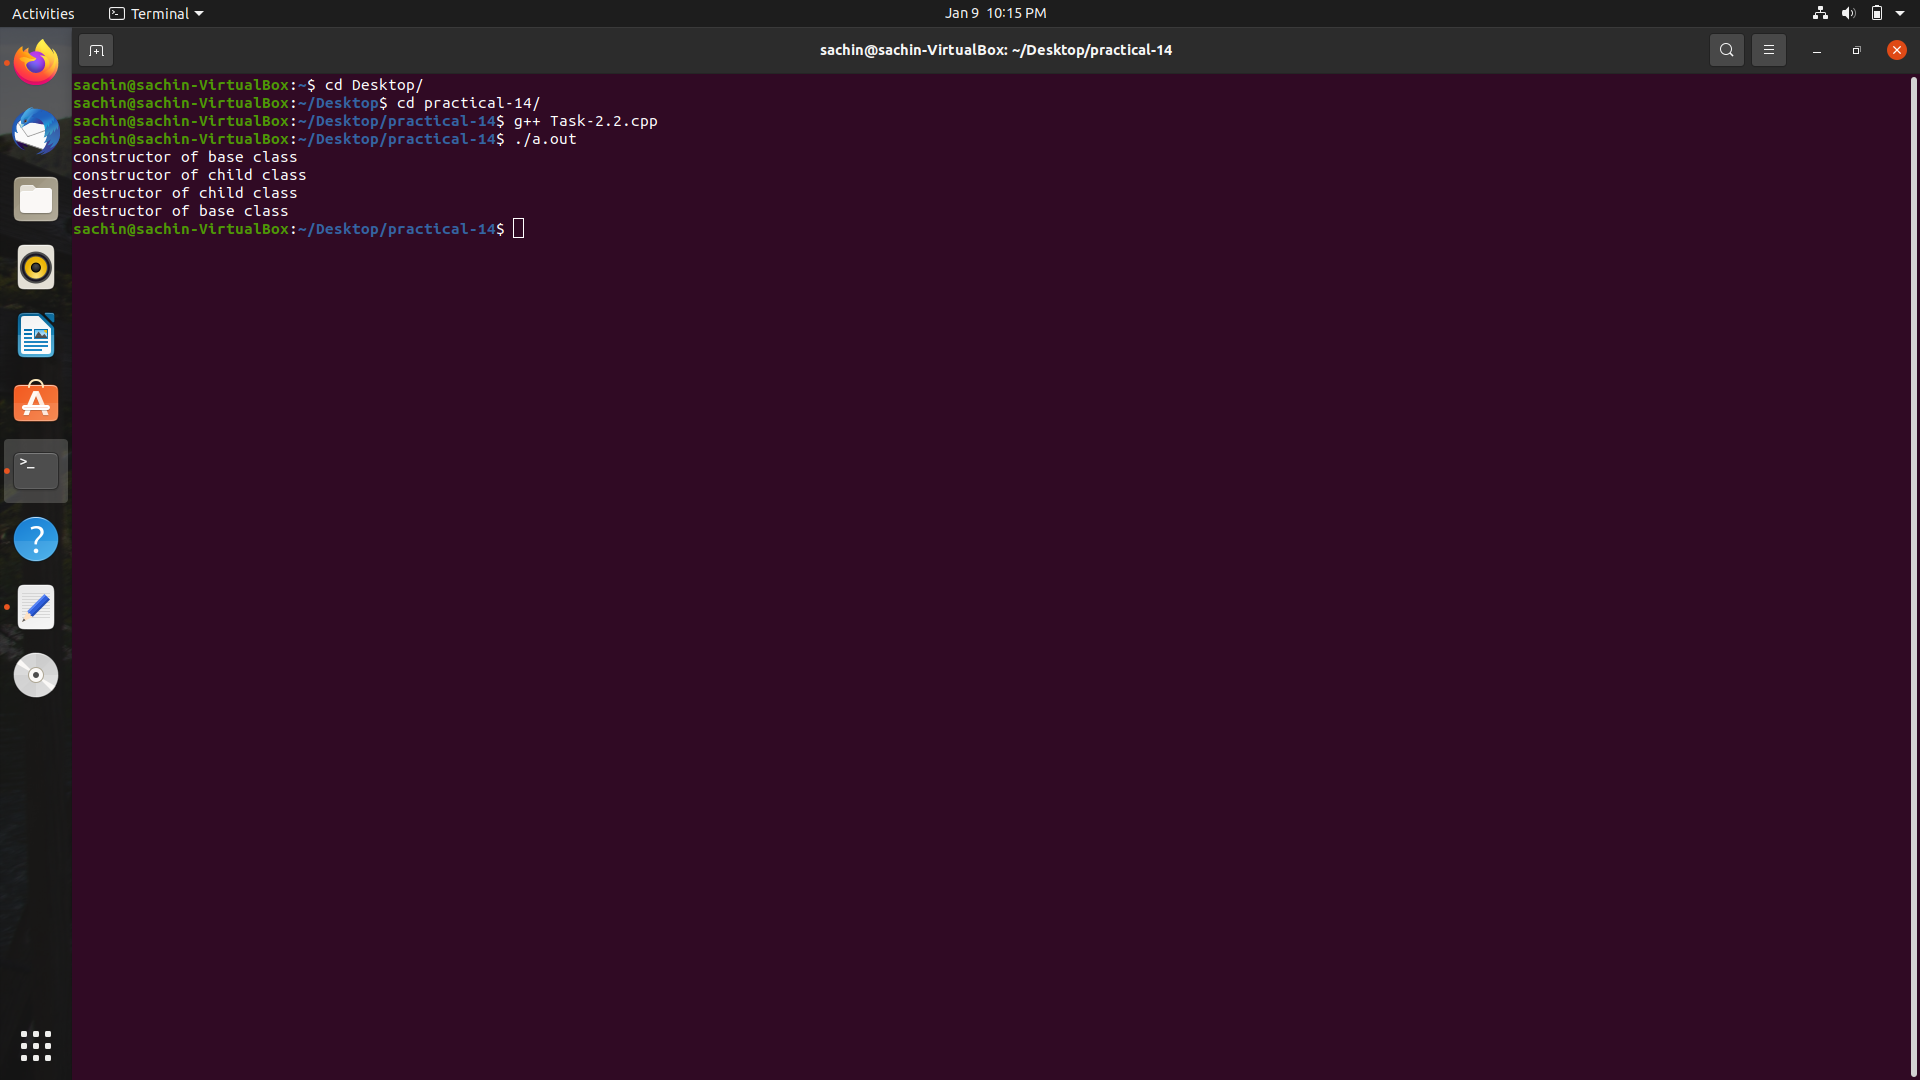 Activities
Terminal
Jan 9 10:15 PM
sachin@sachin-VirtualBox: ~/Desktop/practical-14
sachin@sachin-VirtualBox:~$ cd Desktop/
sachin@sachin-VirtualBox:~/Desktop$ cd practical-14/
sachin@sachin-VirtualBox:~/Desktop/practical-14$ g++ Task-2.2.cpp
sachin@sachin-VirtualBox:~/Desktop/practical-14$ ./a.out
constructor of base class
constructor of child class
destructor of child class
destructor of base class
sachin@sachin-VirtualBox:~/Desktop/practical-14$